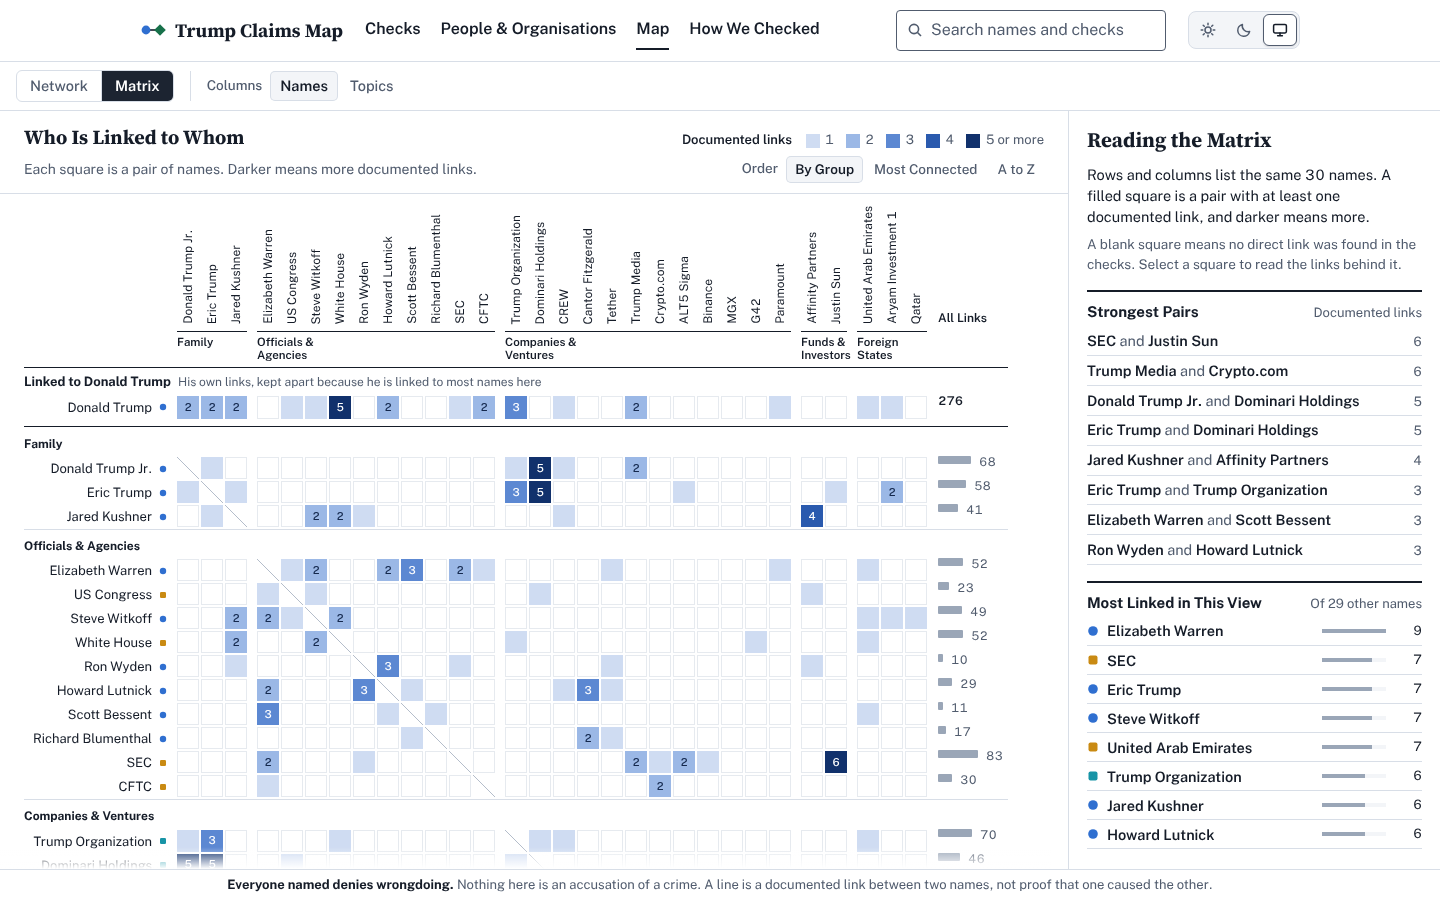 Trump Claims Map
Checks
People & Organisations
Map
How We Checked
Search names and checks
Network
Matrix
Columns
Names
Topics
Who Is Linked to Whom
Each square is a pair of names. Darker means more documented links.
Documented links
1
2
3
4
5 or more
Order
By Group
Most Connected
A to Z
Donald Trump Jr.
Eric Trump
Jared Kushner
Elizabeth Warren
US Congress
Steve Witkoff
White House
Ron Wyden
Howard Lutnick
Scott Bessent
Richard Blumenthal
SEC
CFTC
Trump Organization
Dominari Holdings
CREW
Cantor Fitzgerald
Tether
Trump Media
Crypto.com
ALT5 Sigma
Binance
MGX
G42
Paramount
Affinity Partners
Justin Sun
United Arab Emirates
Aryam Investment 1
Qatar
All Links
Family
Officials &
Agencies
Companies &
Ventures
Funds &
Investors
Foreign
States
Linked to Donald Trump His own links, kept apart because he is linked to most names here
Donald Trump 2 2 2 5 2 2 3 2 276
Family
Donald Trump Jr. 5 2 68
Eric Trump 3 5 2 58
Jared Kushner 2 2 4 41
Officials & Agencies
Elizabeth Warren 2 2 3 2 52
US Congress 23
Steve Witkoff 2 2 2 49
White House 2 2 52
Ron Wyden 3 10
Howard Lutnick 2 3 3 29
Scott Bessent 3 11
Richard Blumenthal 2 17
SEC 2 2 2 6 83
CFTC 2 30
Companies & Ventures
Trump Organization 3 70
Dominari Holdings 5 5 46
Reading the Matrix
Rows and columns list the same 30 names. A
filled square is a pair with at least one
documented link, and darker means more.
A blank square means no direct link was found in the
checks. Select a square to read the links behind it.
Strongest Pairs Documented links
SEC and Justin Sun 6
Trump Media and Crypto.com 6
Donald Trump Jr. and Dominari Holdings 5
Eric Trump and Dominari Holdings 5
Jared Kushner and Affinity Partners 4
Eric Trump and Trump Organization 3
Elizabeth Warren and Scott Bessent 3
Ron Wyden and Howard Lutnick 3
Most Linked in This View Of 29 other names
Elizabeth Warren 9
SEC 7
Eric Trump 7
Steve Witkoff 7
United Arab Emirates 7
Trump Organization 6
Jared Kushner 6
Howard Lutnick 6
Everyone named denies wrongdoing. Nothing here is an accusation of a crime. A line is a documented link between two names, not proof that one caused the other.